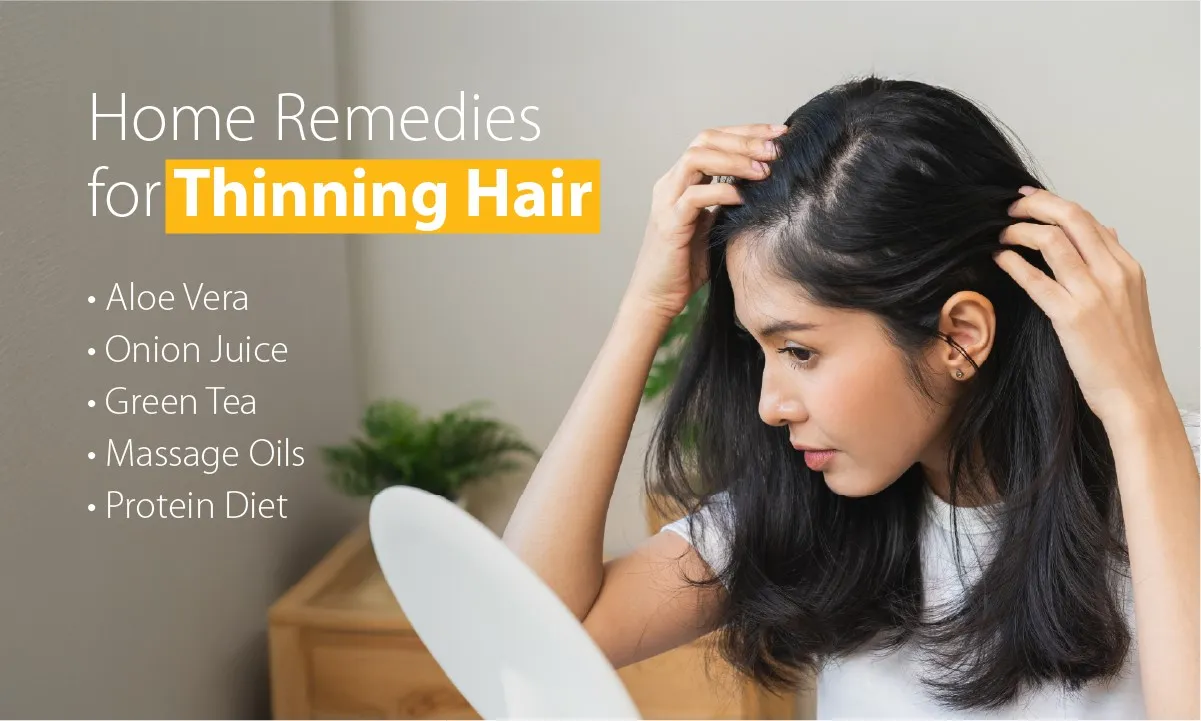 Home Remedies
for Thinning Hair
• Aloe Vera
• Onion Juice
• Green Tea
• Massage Oils
• Protein Diet